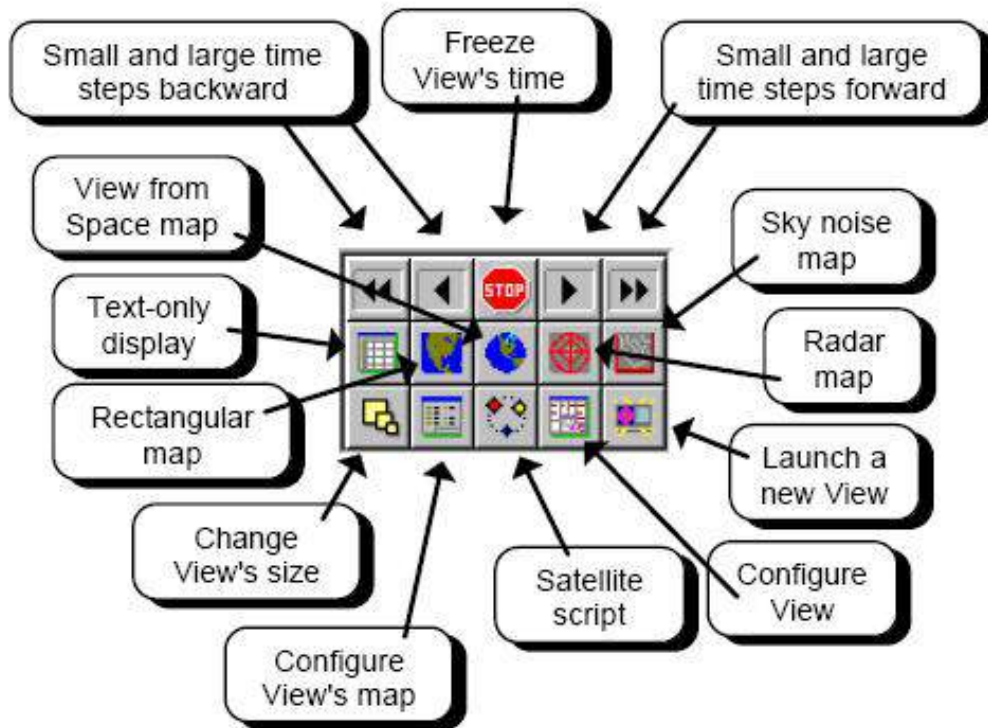 Small and large time
steps backward
Freeze
View's time
Small and large
time steps forward
View from
Space map
Sky noise
map
STOP
Text-only
display
Radar
map
Rectangular
map
Launch a
new View
Change
View's size
Satellite
script
Configure
View
Configure
View's map